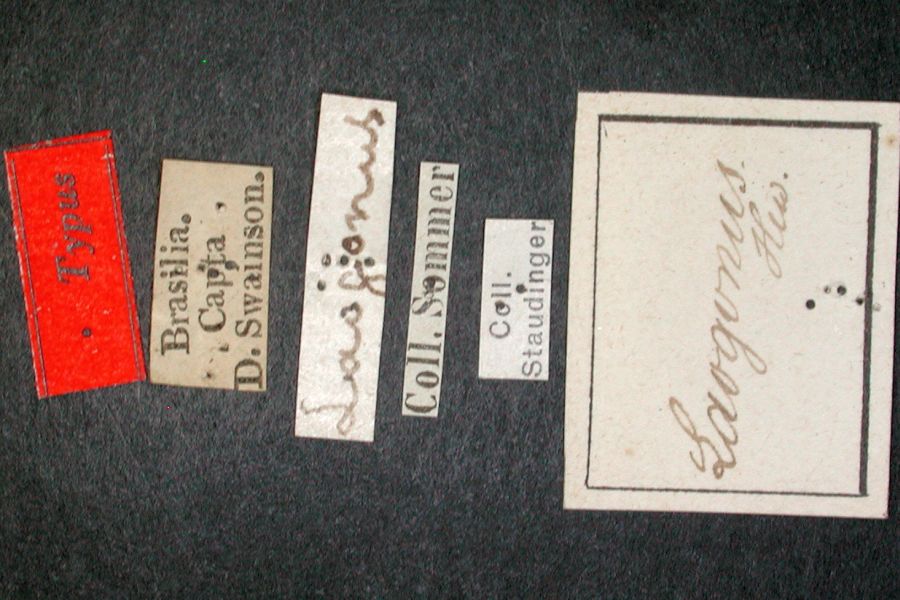 Typus
Brasilia.
Capta,
D. Swainson.
Laogonus
Coll. Sommer
Coll.
Staudinger
Laogonus.
Hew.